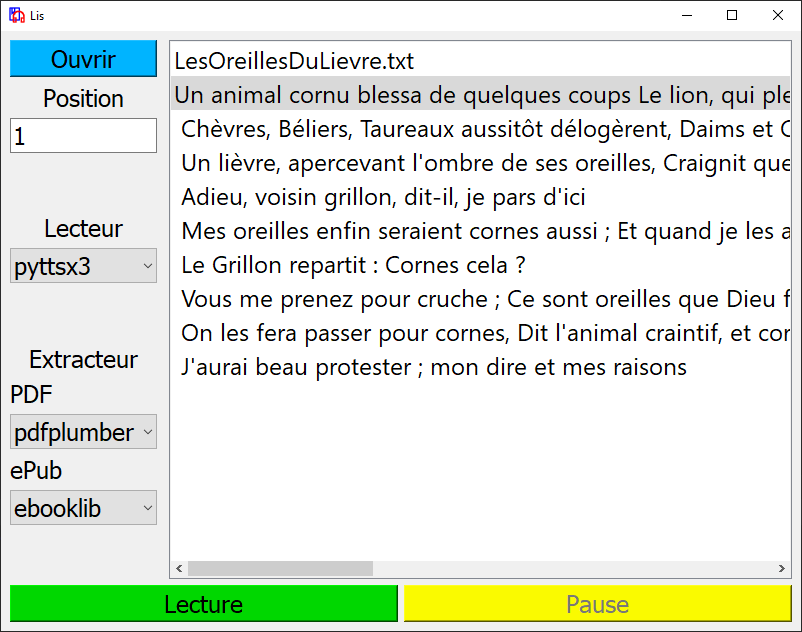 Lis
Ouvrir
Position
1
Lecteur
pyttsx3
Extracteur
PDF
pdfplumber
ePub
ebooklib
LesOreillesDuLievre.txt
Un animal cornu blessa de quelques coups Le lion, qui ple
Chèvres, Béliers, Taureaux aussitôt délogèrent, Daims et C
Un lièvre, apercevant l'ombre de ses oreilles, Craignit que
Adieu, voisin grillon, dit-il, je pars d'ici
Mes oreilles enfin seraient cornes aussi ; Et quand je les a
Le Grillon repartit : Cornes cela ?
Vous me prenez pour cruche ; Ce sont oreilles que Dieu f
On les fera passer pour cornes, Dit l'animal craintif, et cor
J'aurai beau protester ; mon dire et mes raisons
Lecture
Pause